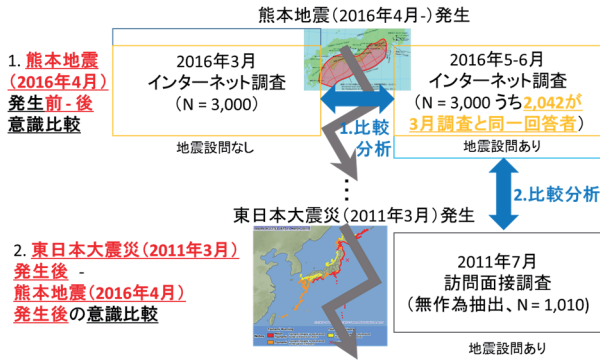 熊本地震(2016年4月-)発生
1. 熊本地震
(2016年4月)
発生前-後
意識比較
2016年3月
インターネット調査
(N = 3,000)
地震設問なし
1.比較
分析
2016年5-6月
インターネット調査
(N = 3,000 うち2,042が
3月調査と同一回答者)
地震設問あり
2.比較分析
⋮
東日本大震災(2011年3月)発生
2. 東日本大震災(2011年3月)
発生後 -
熊本地震(2016年4月)
発生後の意識比較
2011年7月
訪問面接調査
(無作為抽出、N = 1,010)
地震設問あり